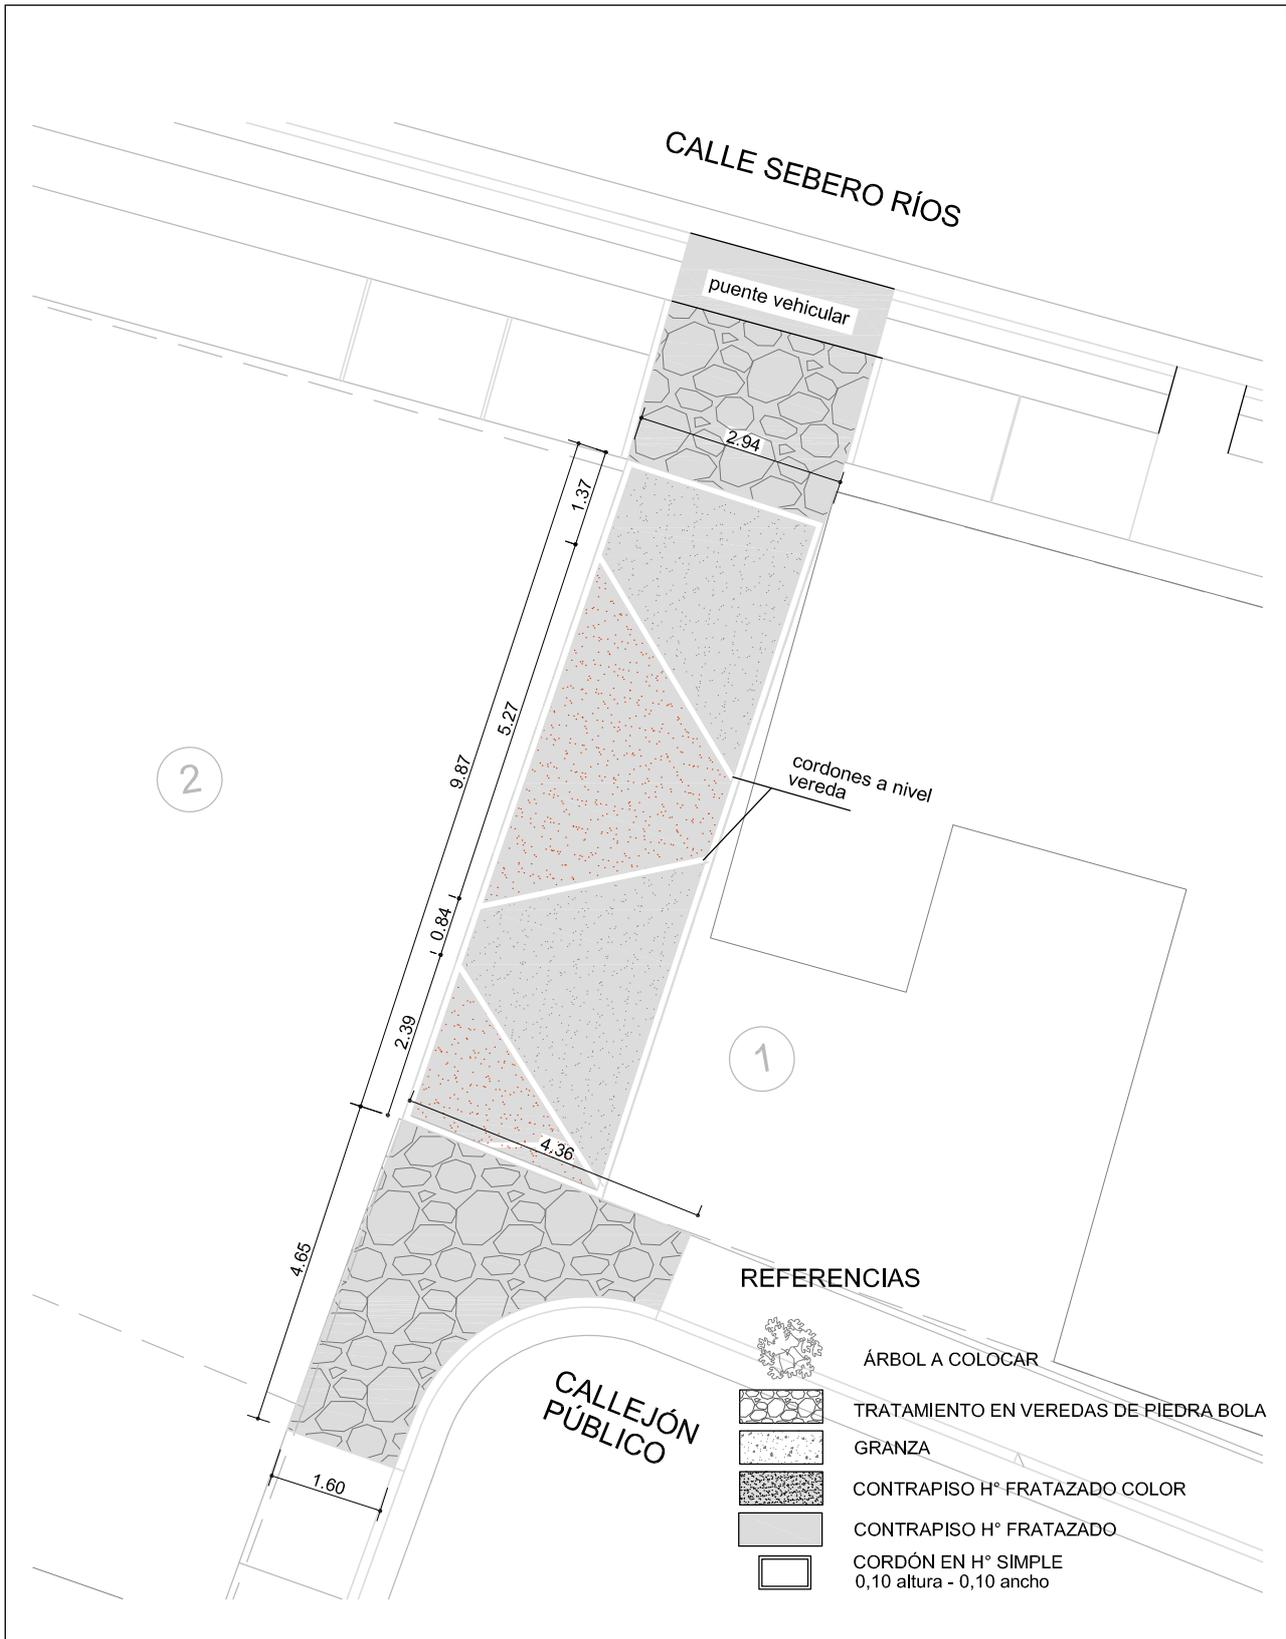 CALLE SEBERO RÍOS
puente vehicular
2.94
1.37
5.27
9.87
cordones a nivel
vereda
2
0.84
2.39
1
4.36
4.65
REFERENCIAS
ÁRBOL A COLOCAR
CALLEJÓN
PÚBLICO
TRATAMIENTO EN VEREDAS DE PIEDRA BOLA
GRANZA
CONTRAPISO H° FRATAZADO COLOR
1.60
CONTRAPISO H° FRATAZADO
CORDÓN EN H° SIMPLE
0,10 altura - 0,10 ancho